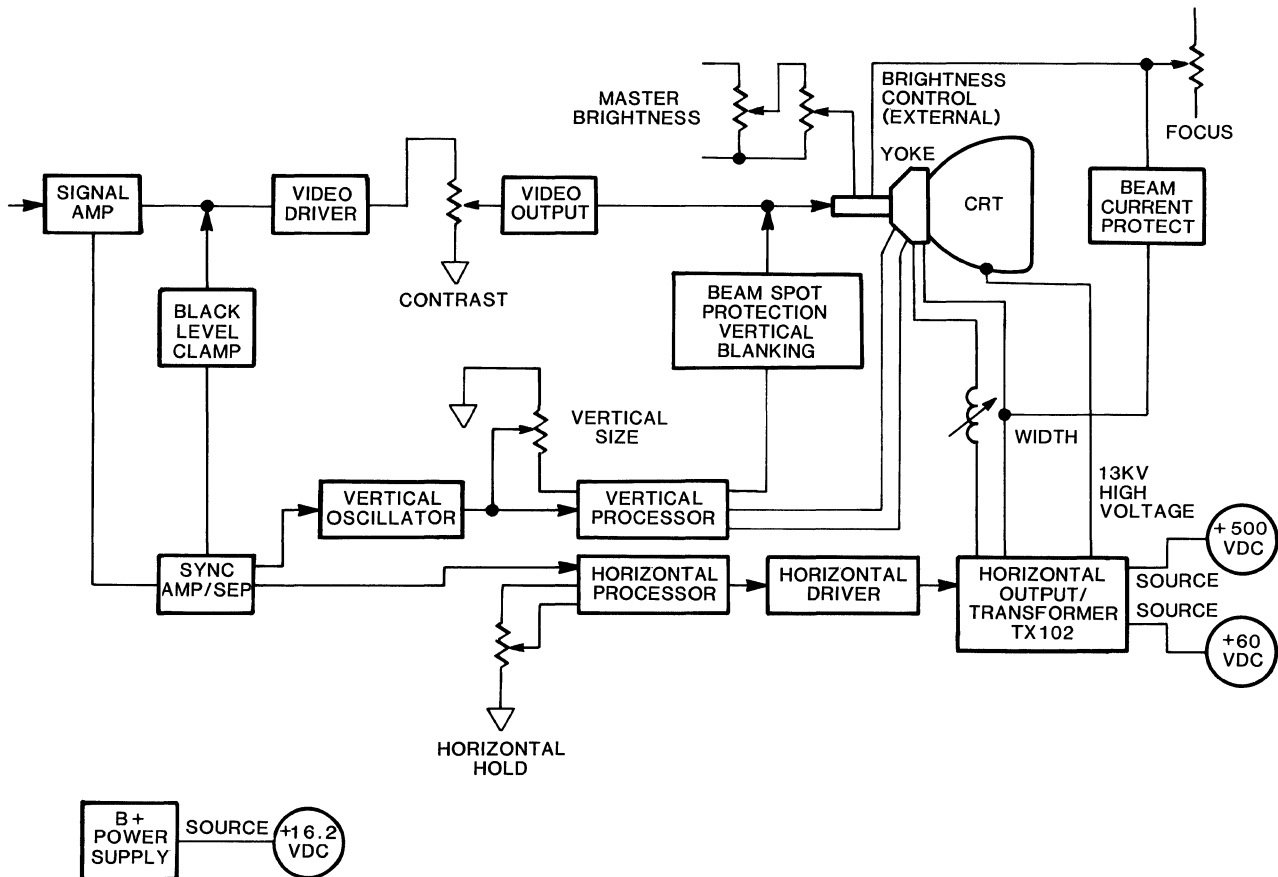 MASTER
BRIGHTNESS
BRIGHTNESS
CONTROL
(EXTERNAL)
FOCUS
YOKE
SIGNAL
AMP
VIDEO
DRIVER
VIDEO
OUTPUT
CRT
BEAM
CURRENT
PROTECT
CONTRAST
BLACK
LEVEL
CLAMP
BEAM SPOT
PROTECTION
VERTICAL
BLANKING
VERTICAL
SIZE
WIDTH
13KV
HIGH
VOLTAGE
VERTICAL
OSCILLATOR
VERTICAL
PROCESSOR
+500
VDC
SYNC
AMP/SEP
HORIZONTAL
PROCESSOR
HORIZONTAL
DRIVER
HORIZONTAL
OUTPUT/
TRANSFORMER
TX102
SOURCE
SOURCE
+60
VDC
HORIZONTAL
HOLD
B+
POWER
SUPPLY
SOURCE
+16.2
VDC